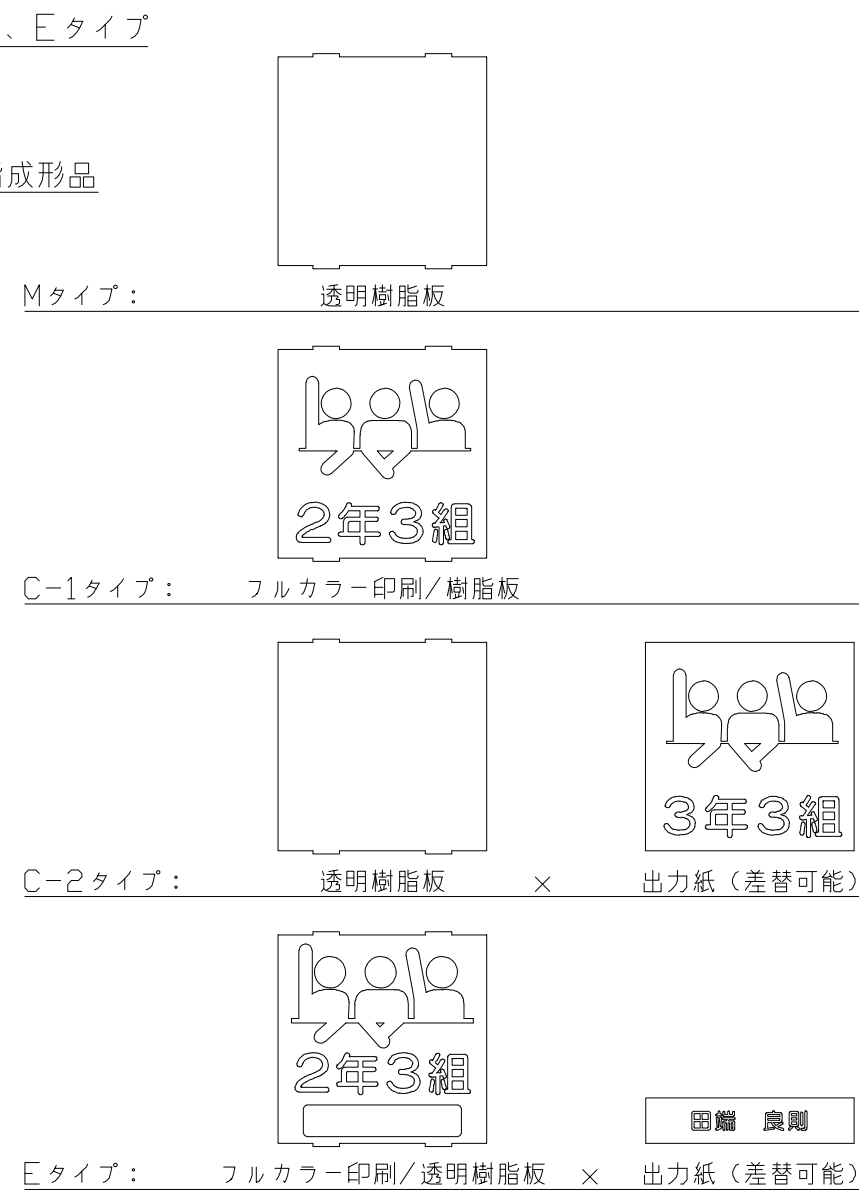 、Eタイプ
脂成形品
Mタイプ：　透明樹脂板
2年3組
C-1タイプ：　フルカラー印刷/樹脂板
3年3組
C-2タイプ：　透明樹脂板　×　出力紙（差替可能）
2年3組
田端　良則
Eタイプ：　フルカラー印刷/透明樹脂板　×　出力紙（差替可能）